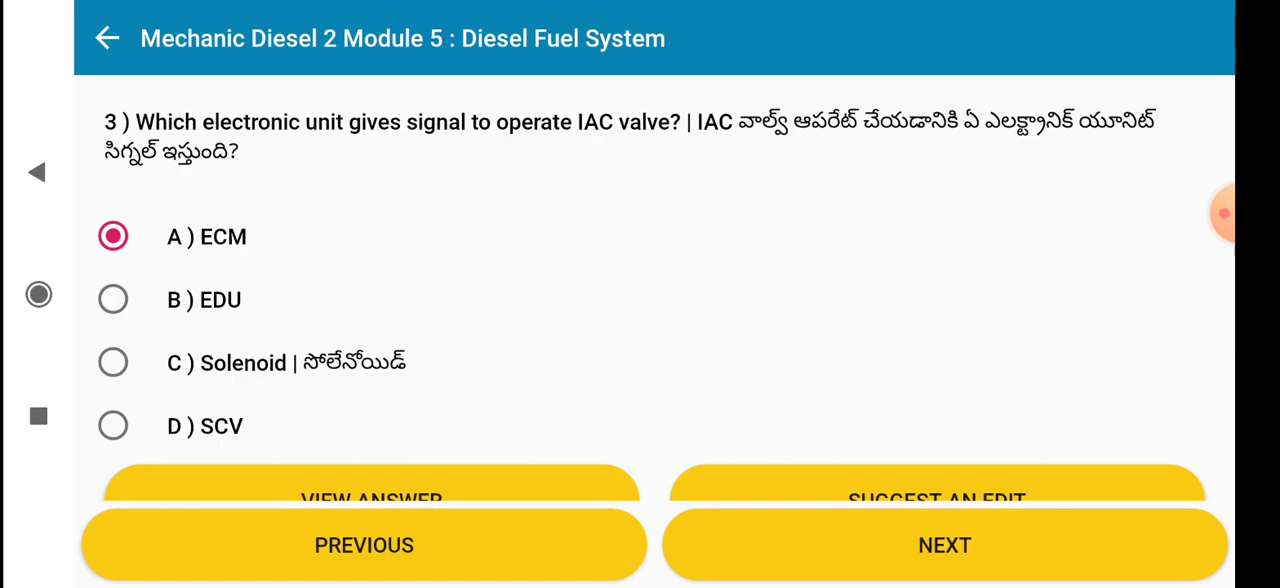 Mechanic Diesel 2 Module 5 : Diesel Fuel System
3 ) Which electronic unit gives signal to operate IAC valve? | IAC వాల్వ్ ఆపరేట్ చేయడానికి ఏ ఎలక్ట్రానిక్ యూనిట్
సిగ్నల్ ఇస్తుంది?
A ) ECM
B ) EDU
C ) Solenoid | సోలేనోయిడ్
D ) SCV
VIEW ANSWER
SUGGEST AN EDIT
PREVIOUS
NEXT